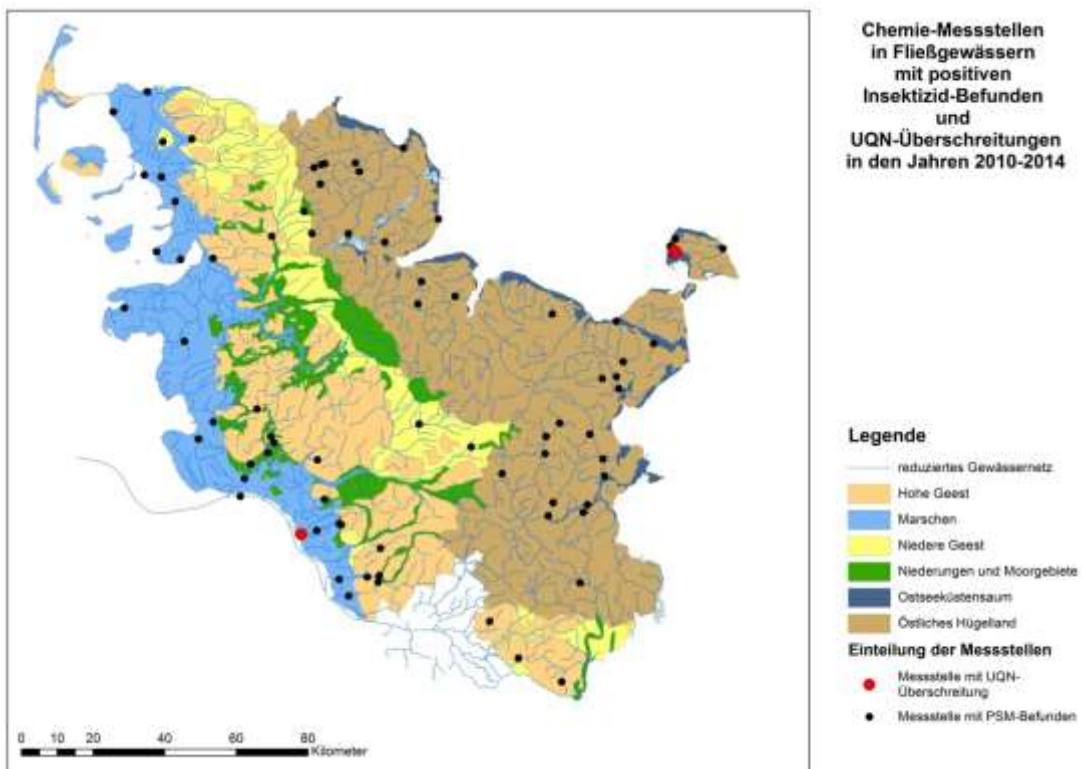 Chemie-Messstellen
in Fließgewässern
mit positiven
Insektizid-Befunden
und
UQN-Überschreitungen
in den Jahren 2010-2014
Legende
reduziertes Gewässernetz
Hohe Geest
Marschen
Niedere Geest
Niederungen und Moorgebiete
Ostseeküstensaum
Östliches Hügelland
Einteilung der Messstellen
Messstelle mit UQN-
Überschreitung
Messstelle mit PSM-Befunden
0 10 20 40 60 80
Kilometer